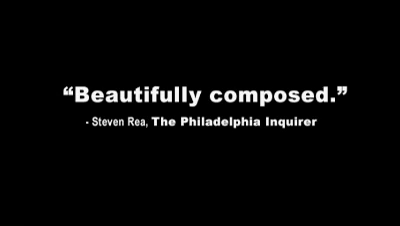 “Beautifully composed.”
- Steven Rea, The Philadelphia Inquirer